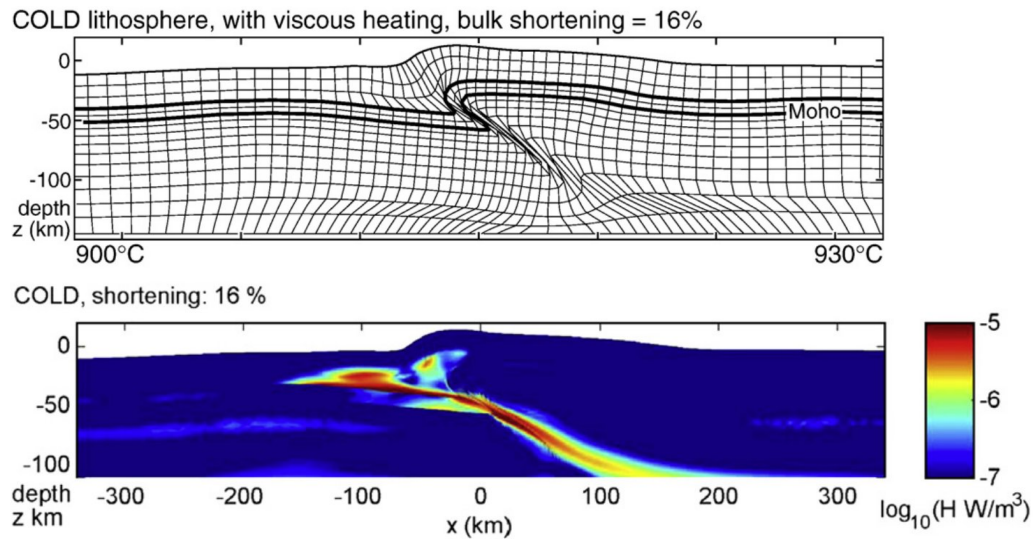 COLD lithosphere, with viscous heating, bulk shortening = 16%
0
-50
Moho
-100
depth
z (km)
900°C 930°C
COLD, shortening: 16 %
0
-50
-100
depth
z km
-300 -200 -100 0 100 200 300
x (km)
-5
-6
-7
log10(H W/m³)